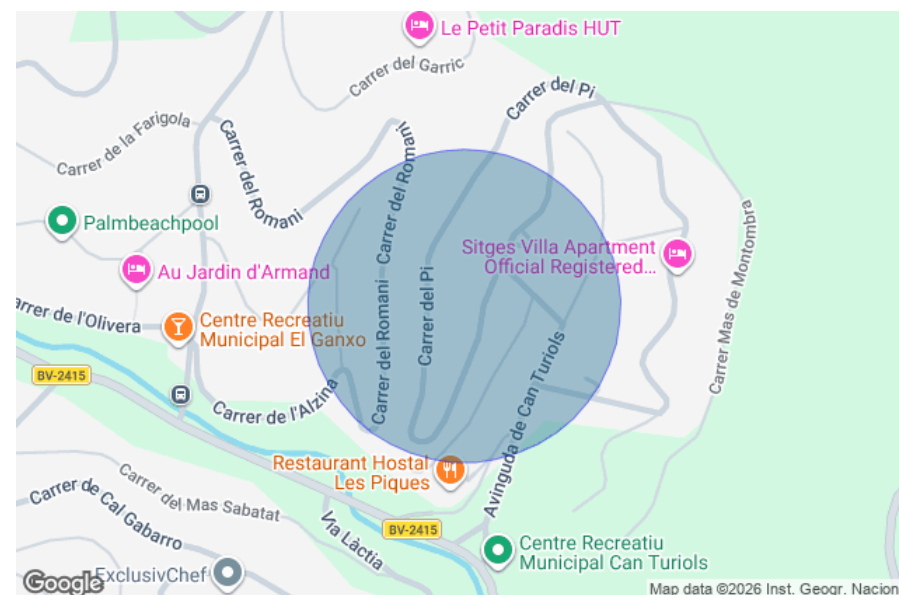 Le Petit Paradis HUT
Carrer del Garric
Carrer del Pi
Carrer de la Farigola
Carrer del Romaní
Carrer del Romaní
Palmbeachpool
Sitges Villa Apartment
Official Registered...
Au Jardin d'Armand
Carrer Mas de Montombra
Carrer del Pi
Carrer del Romaní
arrer de l'Olivera
Centre Recreatiu
Municipal El Ganxo
Avinguda de Can Turiols
BV-2415
Carrer de l'Alzina
Restaurant Hostal
Les Piques
Carrer del Mas Sabatat
Carrer de Cal Gabarro
Via Làctia
BV-2415
Centre Recreatiu
Municipal Can Turiols
ExclusivChef
Google
Map data ©2026 Inst. Geogr. Nacion